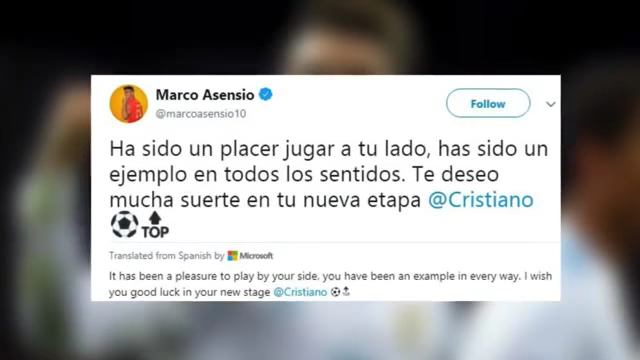 Marco Asensio
@marcoasensio10
Follow
Ha sido un placer jugar a tu lado, has sido un
ejemplo en todos los sentidos. Te deseo
mucha suerte en tu nueva etapa @Cristiano
⚽🔝
Translated from Spanish by Microsoft
It has been a pleasure to play by your side. you have been an example in every way. I wish
you good luck in your new stage @Cristiano ⚽🔝